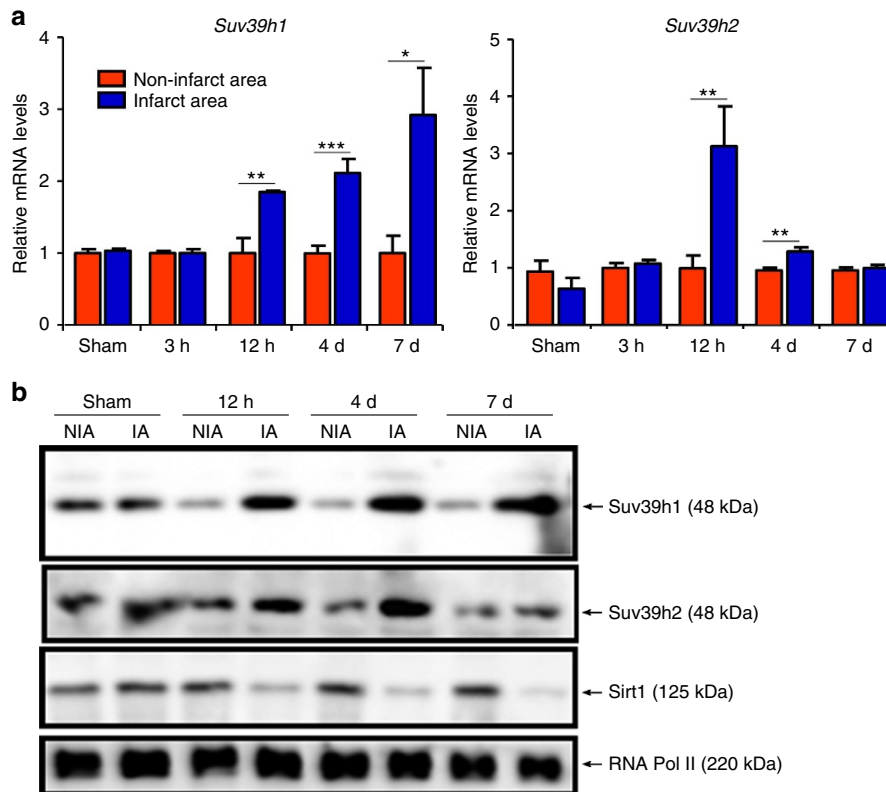 a
Suv39h1
Relative mRNA levels
4
3
2
1
0
Non-infarct area
Infarct area
**
***
*
Sham 3 h 12 h 4 d 7 d
Suv39h2
Relative mRNA levels
5
4
3
2
1
0
**
**
Sham 3 h 12 h 4 d 7 d
b
Sham 12 h 4 d 7 d
NIA IA NIA IA NIA IA NIA IA
Suv39h1 (48 kDa)
Suv39h2 (48 kDa)
Sirt1 (125 kDa)
RNA Pol II (220 kDa)